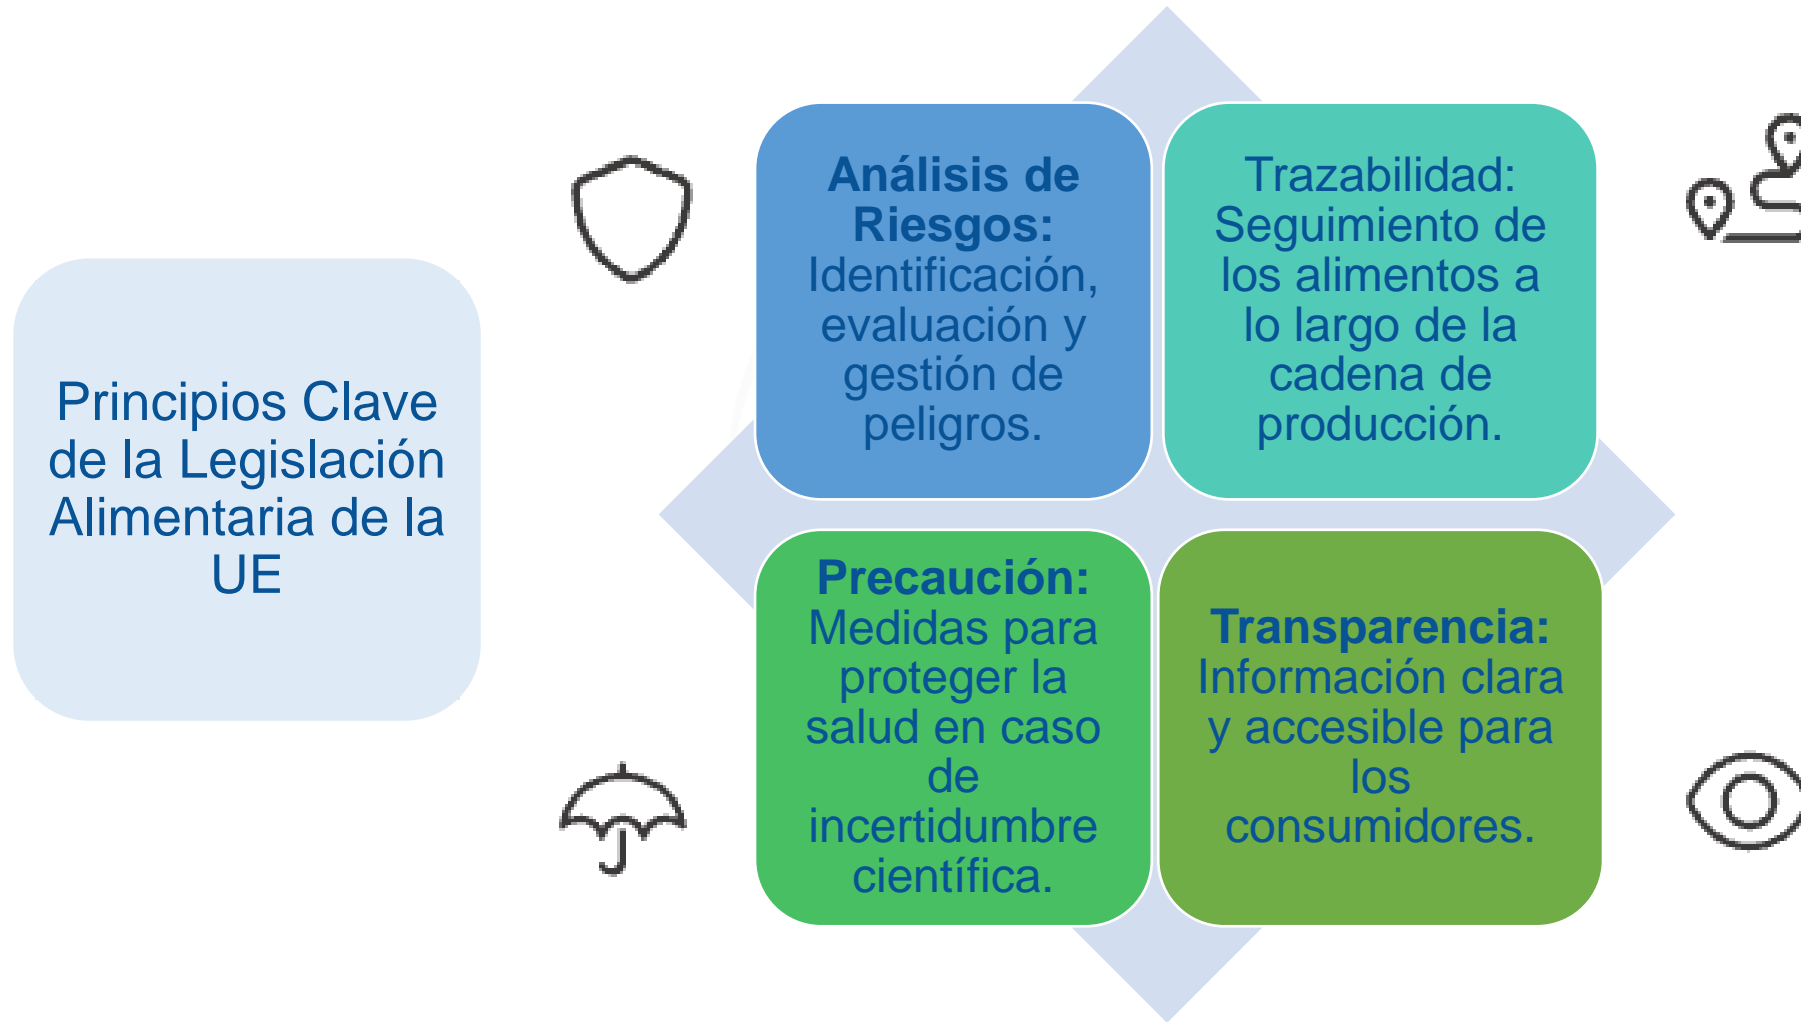 Principios Clave
de la Legislación
Alimentaria de la
UE
Análisis de
Riesgos:
Identificación,
evaluación y
gestión de
peligros.
Trazabilidad:
Seguimiento de
los alimentos a
lo largo de la
cadena de
producción.
Precaución:
Medidas para
proteger la
salud en caso
de
incertidumbre
científica.
Transparencia:
Información clara
y accesible para
los
consumidores.